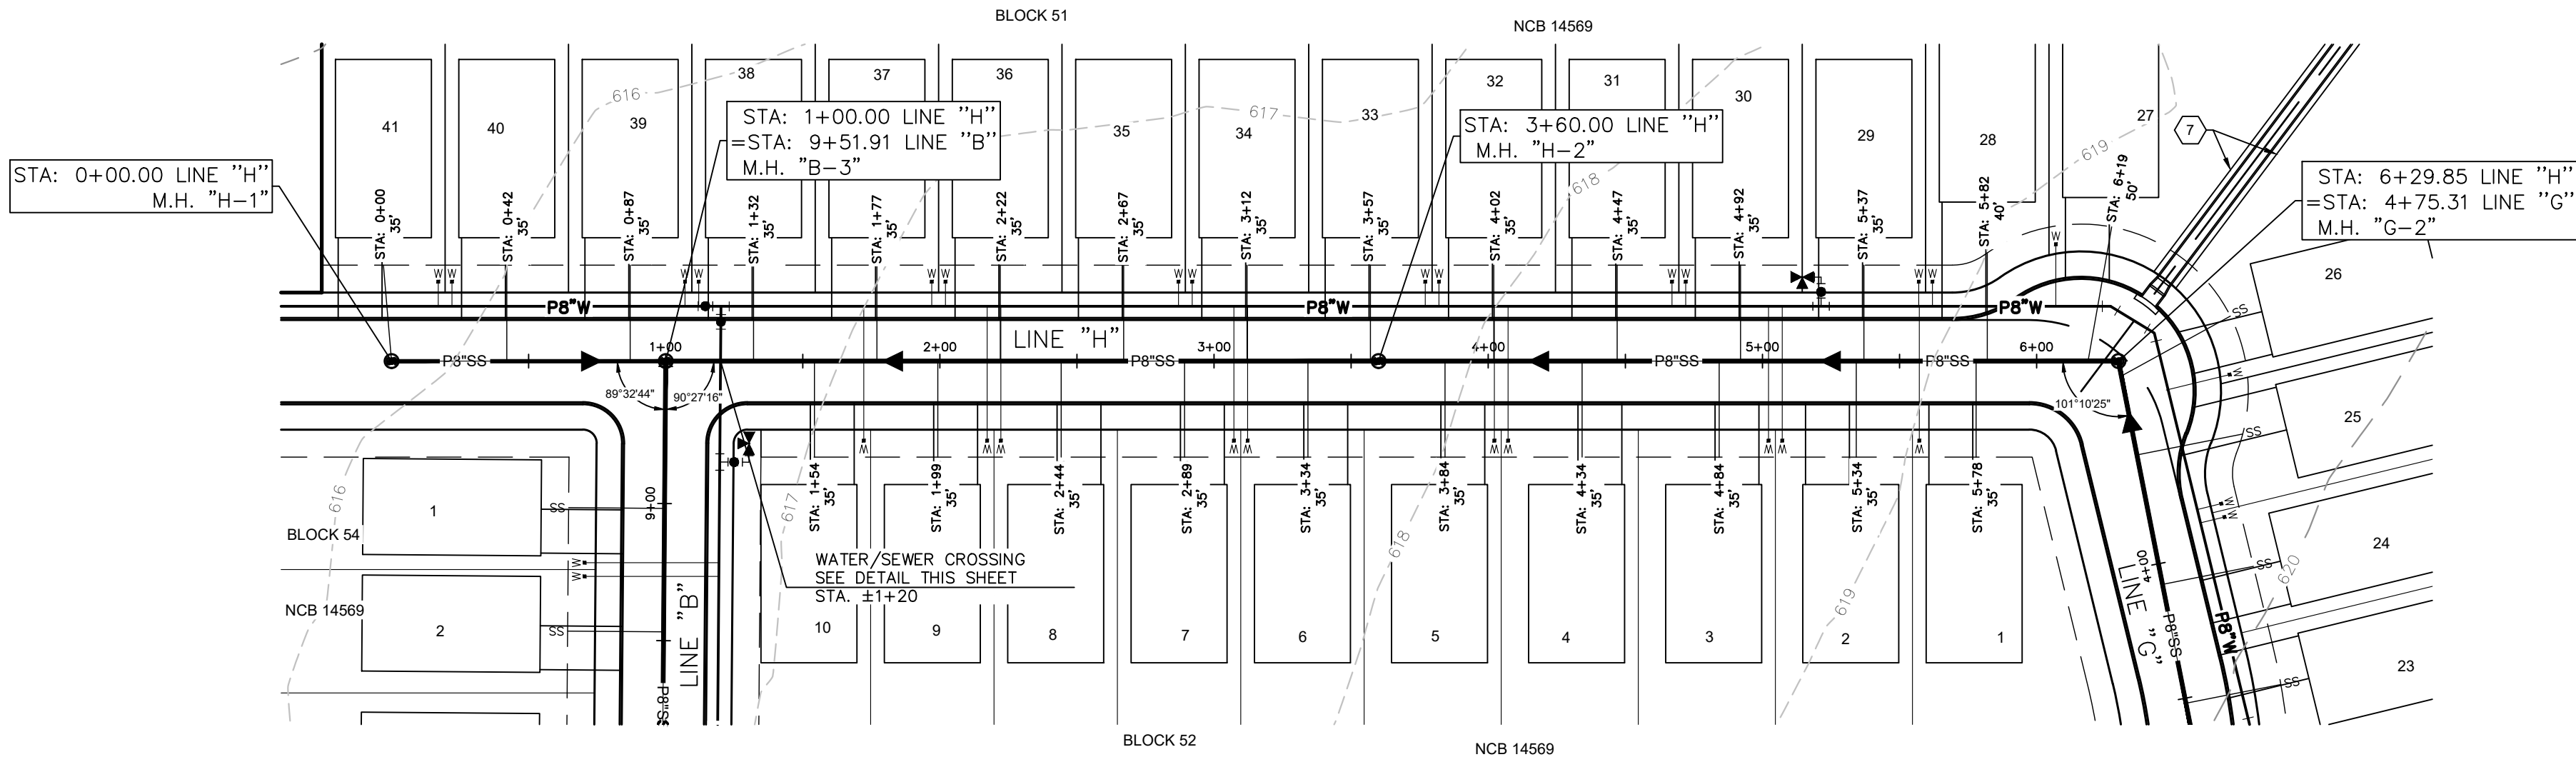 BLOCK 51
NCB 14569
41
40
39
38
37
36
35
34
33
32
31
30
29
28
27
26
25
24
23
616
617
618
619
7
STA: 0+00.00 LINE ''H''
M.H. "H-1"
STA: 1+00.00 LINE ''H''
=STA: 9+51.91 LINE ''B''
M.H. "B-3"
STA: 3+60.00 LINE ''H''
M.H. "H-2"
STA: 6+29.85 LINE ''H''
=STA: 4+75.31 LINE ''G''
M.H. "G-2"
STA: 0+00
35'
STA: 0+42
35'
STA: 0+87
35'
STA: 1+32
35'
STA: 1+77
35'
STA: 2+22
35'
STA: 2+67
35'
STA: 3+12
35'
STA: 3+57
35'
STA: 4+02
35'
STA: 4+47
35'
STA: 4+92
35'
STA: 5+37
35'
STA: 5+82
40'
STA: 6+19
50'
W W
W W
W W
W W
W W
W W
W W
W
P8"W
P8"W
P8"W
LINE "H"
1+00
2+00
3+00
4+00
5+00
6+00
P8"SS
P8"SS
P8"SS
P8"SS
89°32'44"
90°27'16"
101°10'25"
W
W W
W W
W W
W W
W
STA: 1+54
35'
STA: 1+99
35'
STA: 2+44
35'
STA: 2+89
35'
STA: 3+34
35'
STA: 3+84
35'
STA: 4+34
35'
STA: 4+84
35'
STA: 5+34
35'
STA: 5+78
35'
616
617
618
619
620
1
2
SS
SS
W
W
BLOCK 54
NCB 14569
9+00
LINE "B"
P8"SS
WATER/SEWER CROSSING
SEE DETAIL THIS SHEET
STA. ±1+20
10
9
8
7
6
5
4
3
2
1
4+00
LINE "G"
P8"SS
P8"W
SS
SS
SS
SS
W
W W
BLOCK 52
NCB 14569